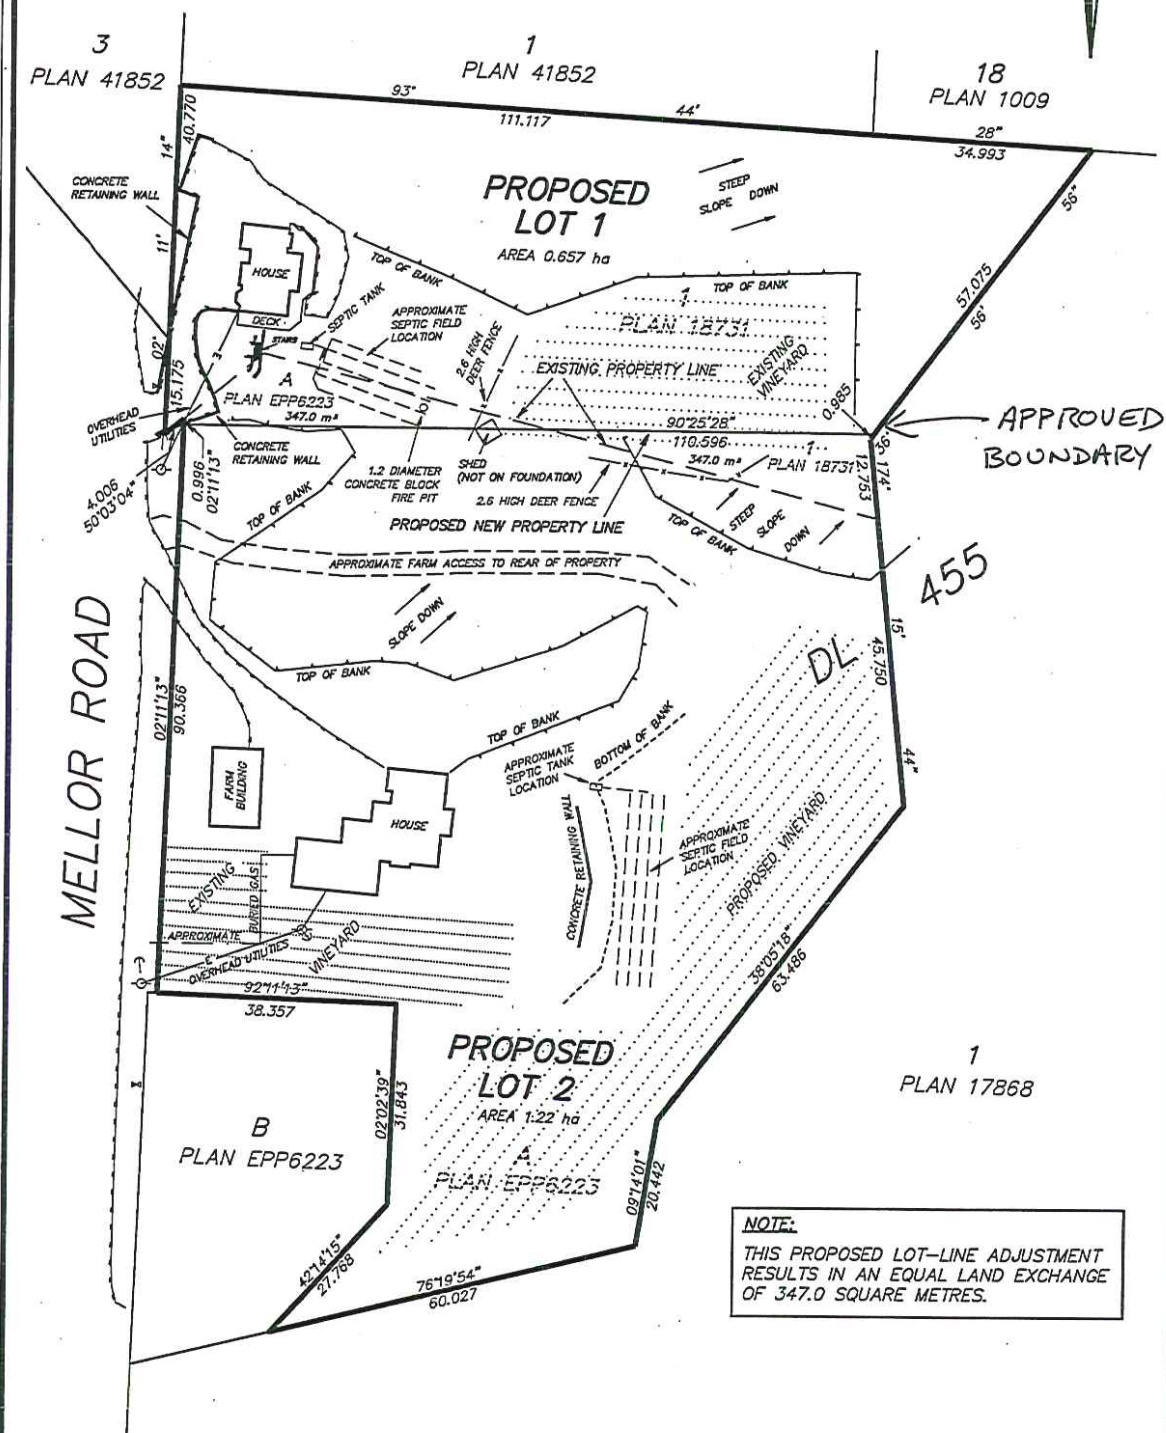 3
PLAN 41852
1
PLAN 41852
18
PLAN 1009
93°
44'
28"
111.117
34.993
40.770
14"
11'
02°
CONCRETE
RETAINING WALL
PROPOSED
LOT 1
AREA 0.657 ha
STEEP
SLOPE DOWN
56"
57.075
56'
HOUSE
TOP OF BANK
TOP OF BANK
DECK
STAIRS
SEPTIC TANK
APPROXIMATE
SEPTIC FIELD
LOCATION
2.6 HIGH
DEER FENCE
1
PLAN 18731
EXISTING
VINEYARD
EXISTING PROPERTY LINE
15.175
A
PLAN EPP6223
347.0 m²
OVERHEAD
UTILITIES
0.985
90°25'28"
110.596
APPROVED
BOUNDARY
36°
174°
12.753
CONCRETE
RETAINING WALL
347.0 m²
1
PLAN 18731
4.006
50°03'04"
0.996
02°11'13"
1.2 DIAMETER
CONCRETE BLOCK
FIRE PIT
SHED
(NOT ON FOUNDATION)
2.6 HIGH DEER FENCE
TOP OF BANK
PROPOSED NEW PROPERTY LINE
TOP OF BANK
STEEP
SLOPE
DOWN
APPROXIMATE FARM ACCESS TO REAR OF PROPERTY
DL 455
SLOPE DOWN
TOP OF BANK
15'
45.750
44"
MELLOR ROAD
02°11'13"
90.366
TOP OF BANK
BOTTOM OF BANK
APPROXIMATE
SEPTIC TANK
LOCATION
FARM
BUILDING
HOUSE
CONCRETE RETAINING WALL
APPROXIMATE
SEPTIC FIELD
LOCATION
PROPOSED VINEYARD
EXISTING
VINEYARD
BURIED GAS
APPROXIMATE
E
OVERHEAD UTILITIES
92°11'13"
38.357
38°05'18"
63.486
PROPOSED
LOT 2
AREA 1.22 ha
A
PLAN EPP6223
02°02'39"
31.843
B
PLAN EPP6223
1
PLAN 17868
09°14'01"
20.442
42°14'15"
27.768
76°19'54"
60.027
NOTE:
THIS PROPOSED LOT-LINE ADJUSTMENT
RESULTS IN AN EQUAL LAND EXCHANGE
OF 347.0 SQUARE METRES.